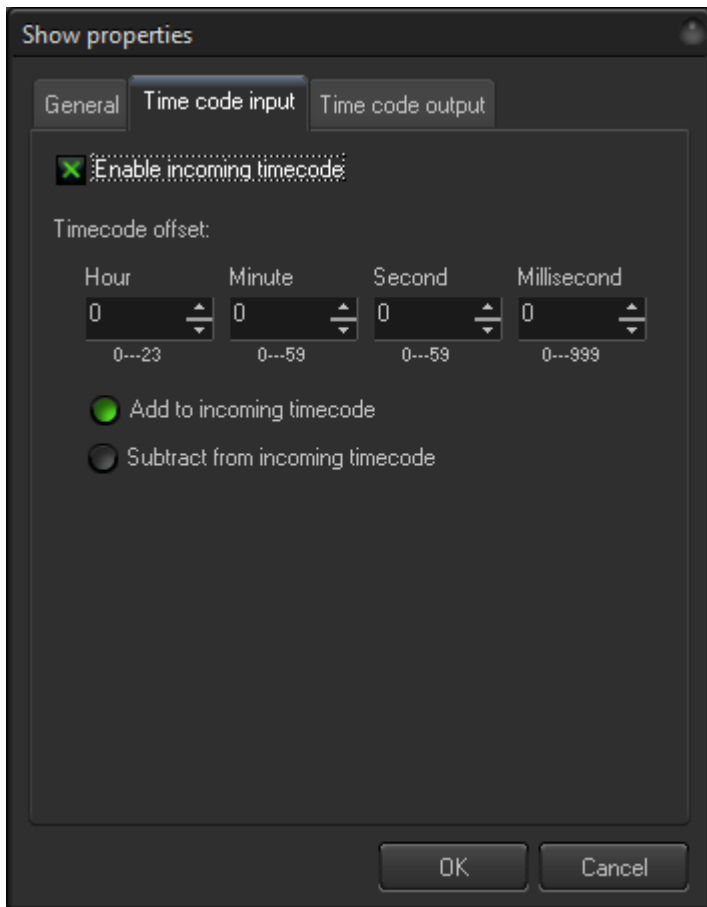 Show properties
General Time code input Time code output
Enable incoming timecode
Timecode offset:
Hour Minute Second Millisecond
0 0 0 0
0---23 0---59 0---59 0---999
Add to incoming timecode
Subtract from incoming timecode
OK Cancel